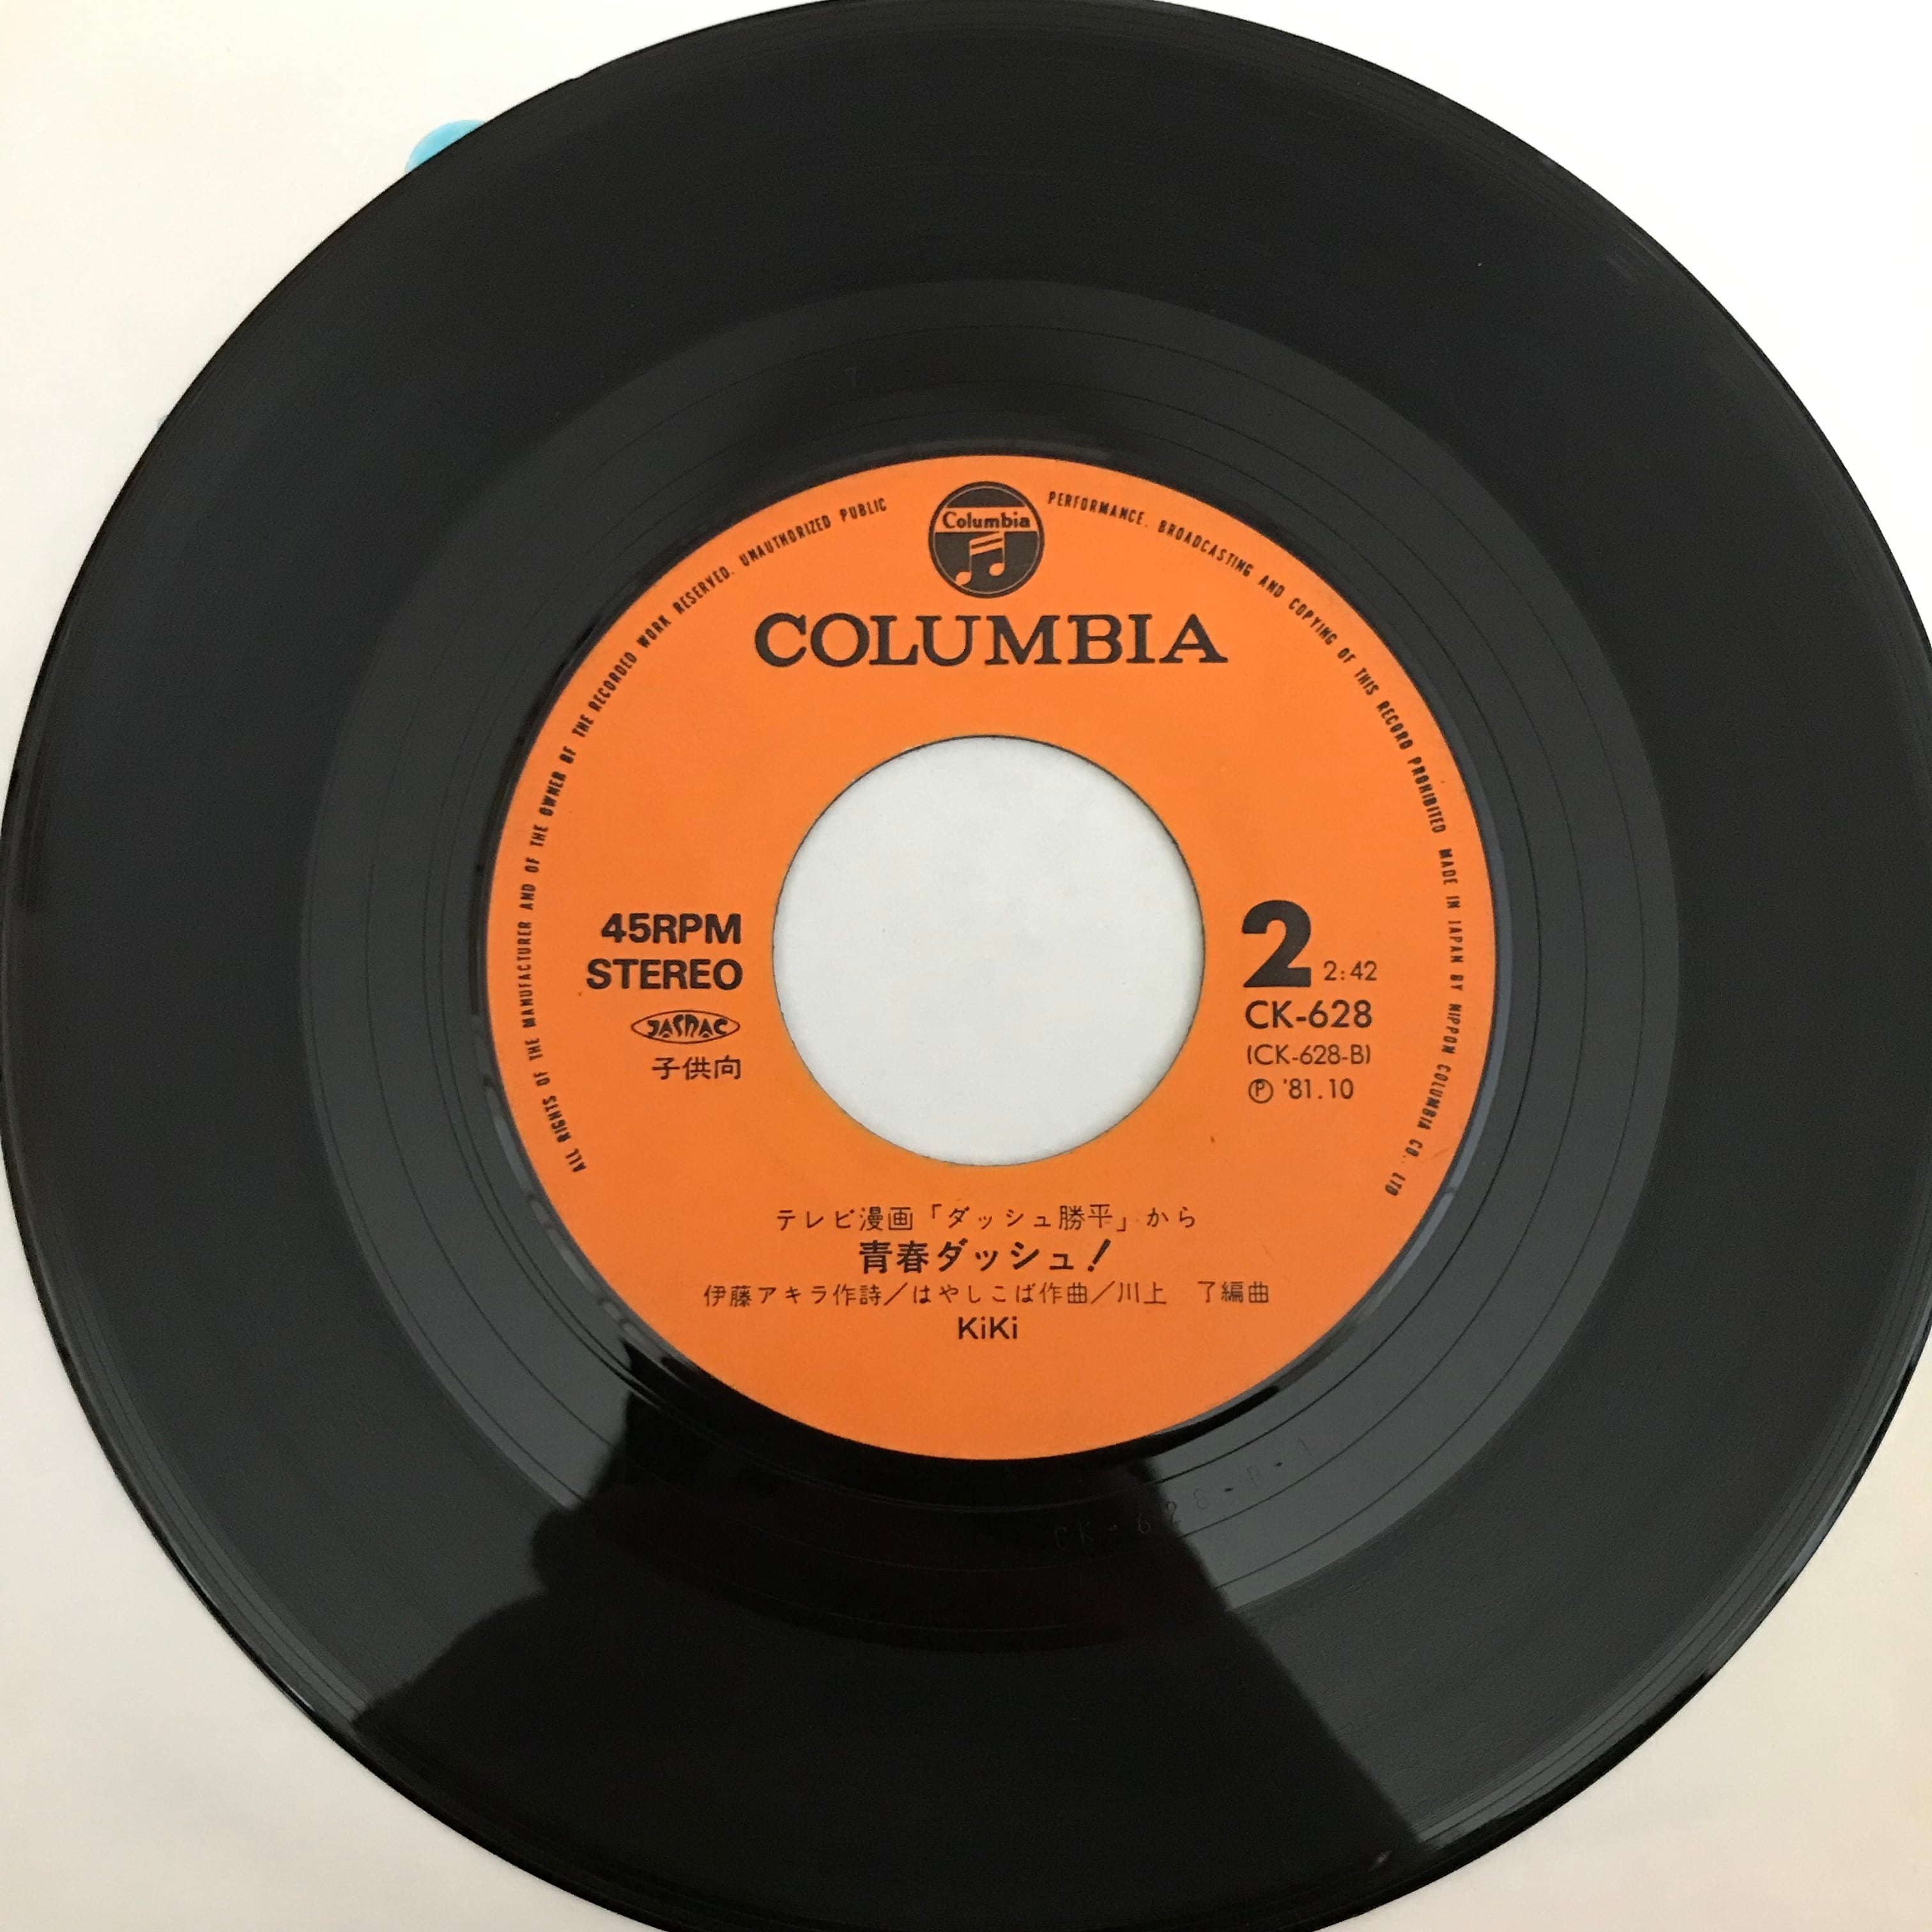 ALL RIGHTS OF THE MANUFACTURER AND OF THE OWNER OF THE RECORDED WORK RESERVED. UNAUTHORIZED PUBLIC PERFORMANCE. BROADCASTING AND COPYING OF THIS RECORD PROHIBITED MADE IN JAPAN BY NIPPON COLUMBIA CO., LTD
Columbia
COLUMBIA
45RPM
STEREO
JASRAC
子供向
2 2:42
CK-628
(CK-628-B)
Ⓟ '81.10
テレビ漫画「ダッシュ勝平」から
青春ダッシュ!
伊藤アキラ作詩／はやしこば作曲／川上 了編曲
KiKi
7
CK-628-B-1